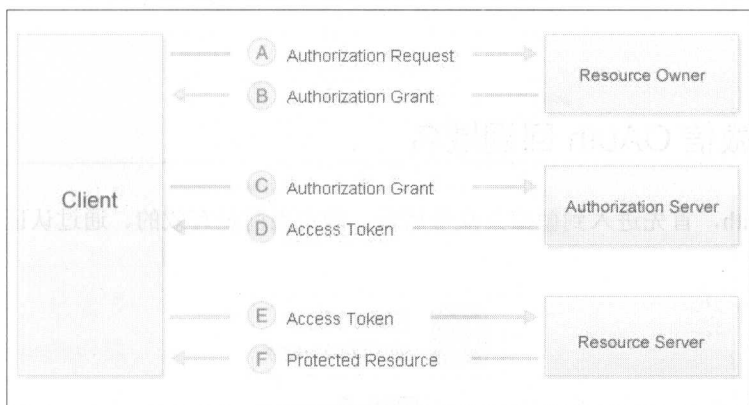 A Authorization Request
B Authorization Grant
Resource Owner
Client
C Authorization Grant
D Access Token
Authorization Server
E Access Token
F Protected Resource
Resource Server